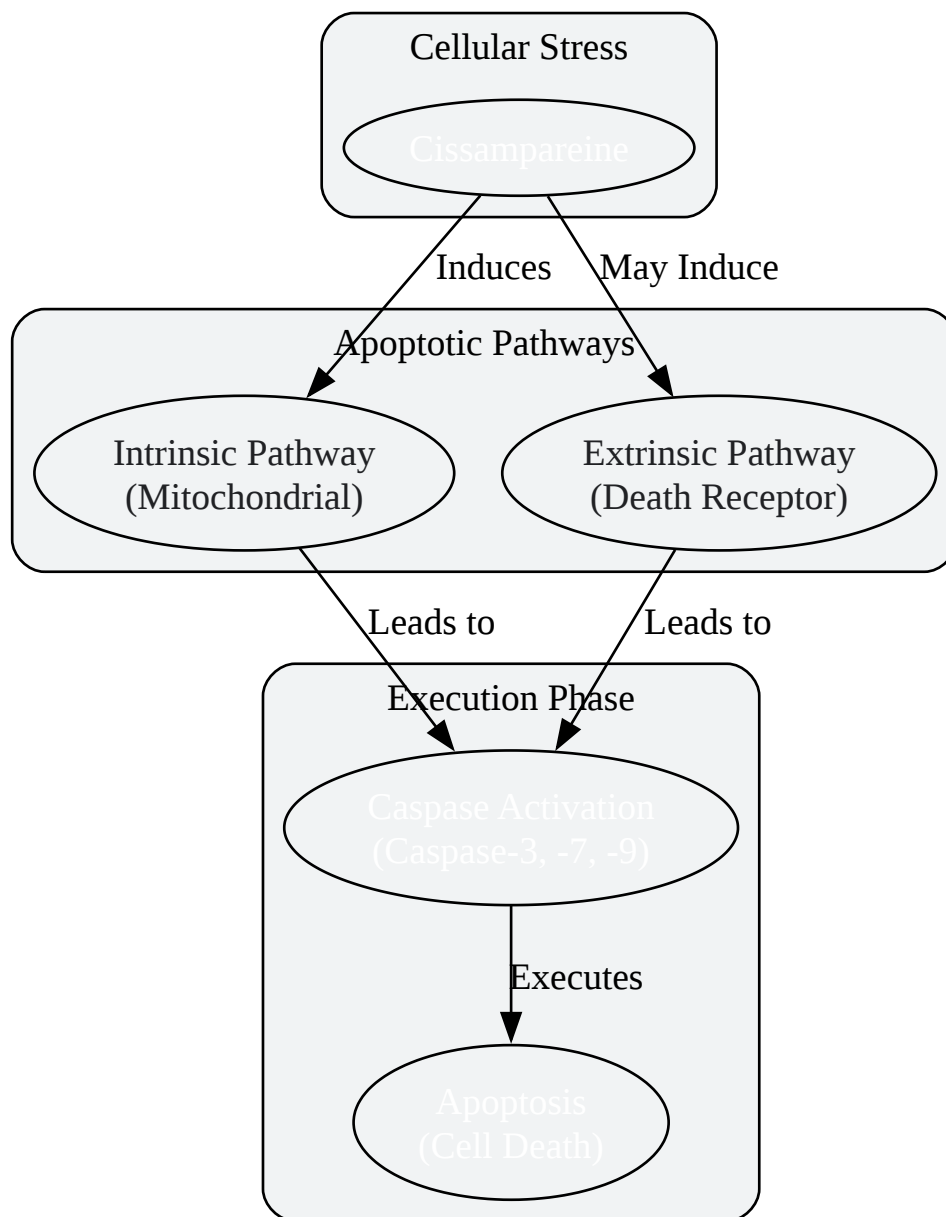 Cellular Stress
Cissampareine
Induces
May Induce
Apoptotic Pathways
Intrinsic Pathway
(Mitochondrial)
Extrinsic Pathway
(Death Receptor)
Leads to
Leads to
Execution Phase
Caspase Activation
(Caspase-3, -7, -9)
Executes
Apoptosis
(Cell Death)